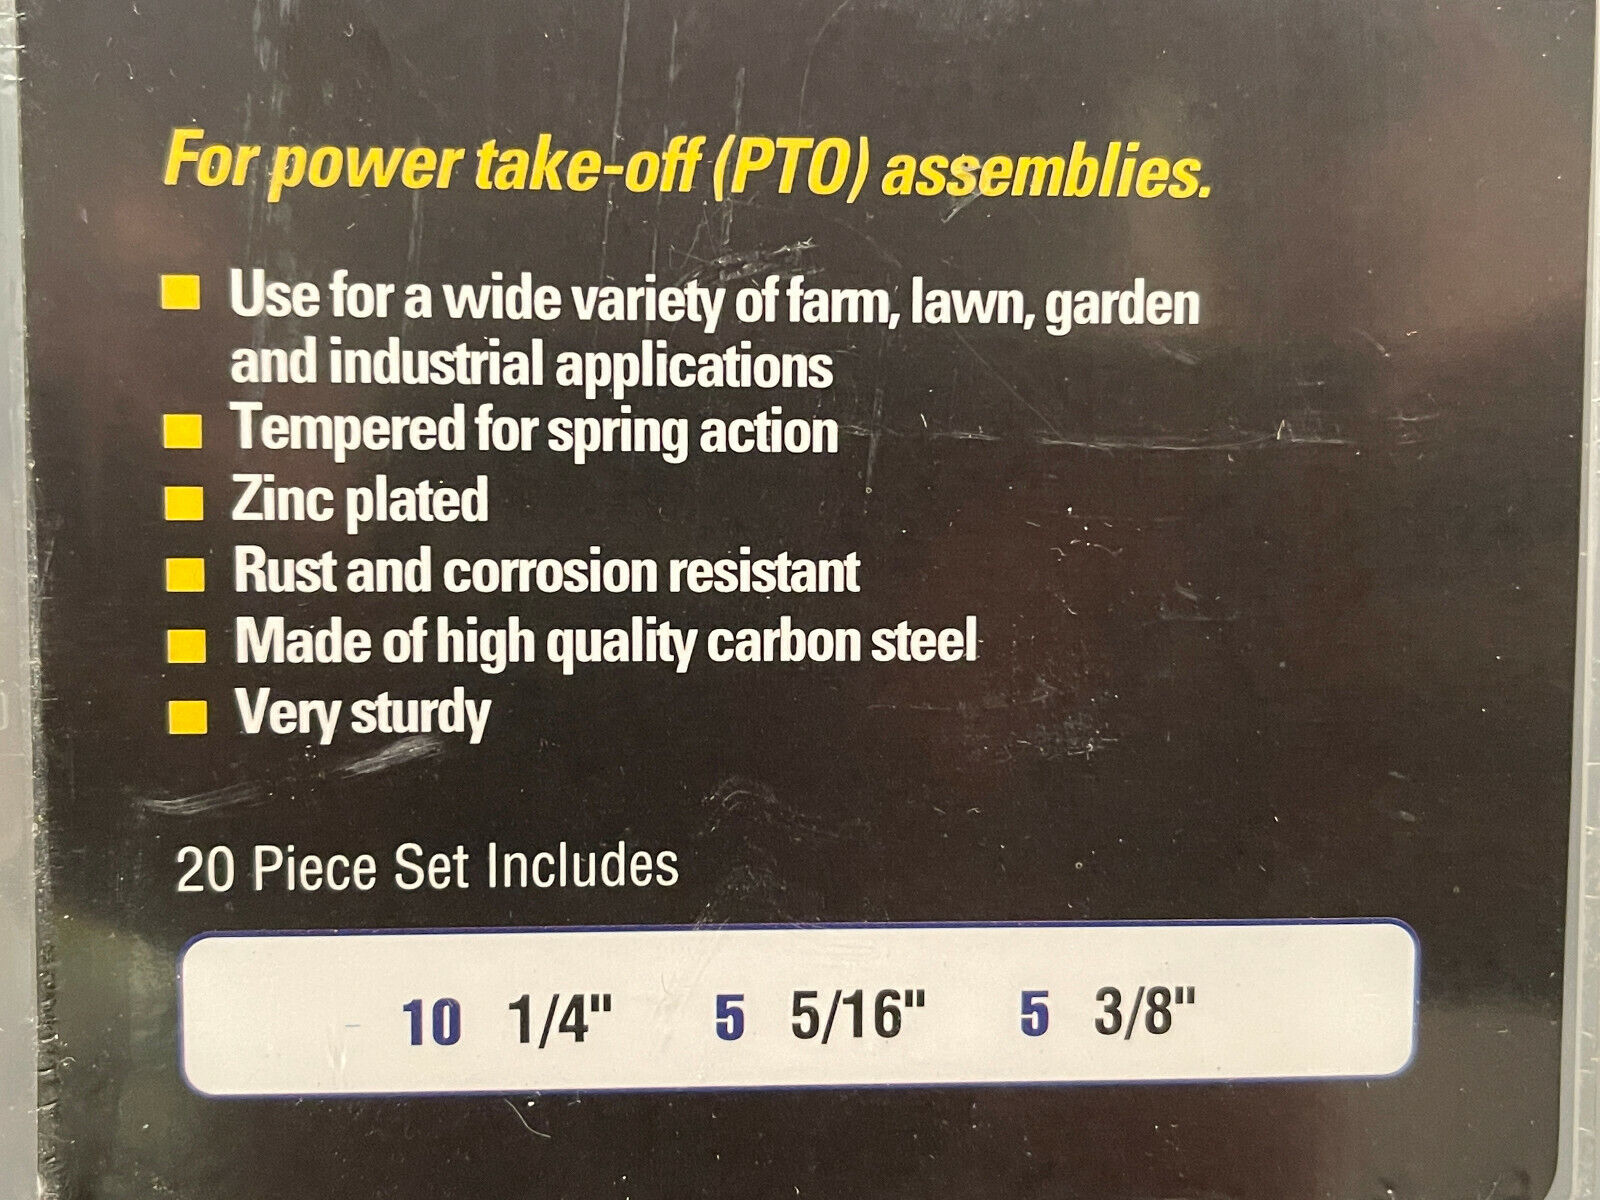 For power take-off (PTO) assemblies.
Use for a wide variety of farm, lawn, garden
and industrial applications
Tempered for spring action
Zinc plated
Rust and corrosion resistant
Made of high quality carbon steel
Very sturdy
20 Piece Set Includes
10 1/4" 5 5/16" 5 3/8"